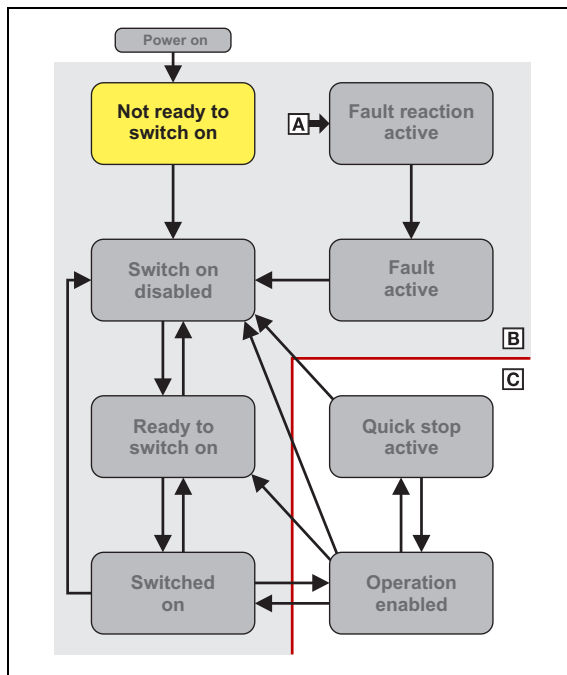 Power on
Not ready to
switch on
A
Fault reaction
active
Switch on
disabled
Fault
active
B
C
Ready to
switch on
Quick stop
active
Switched
on
Operation
enabled